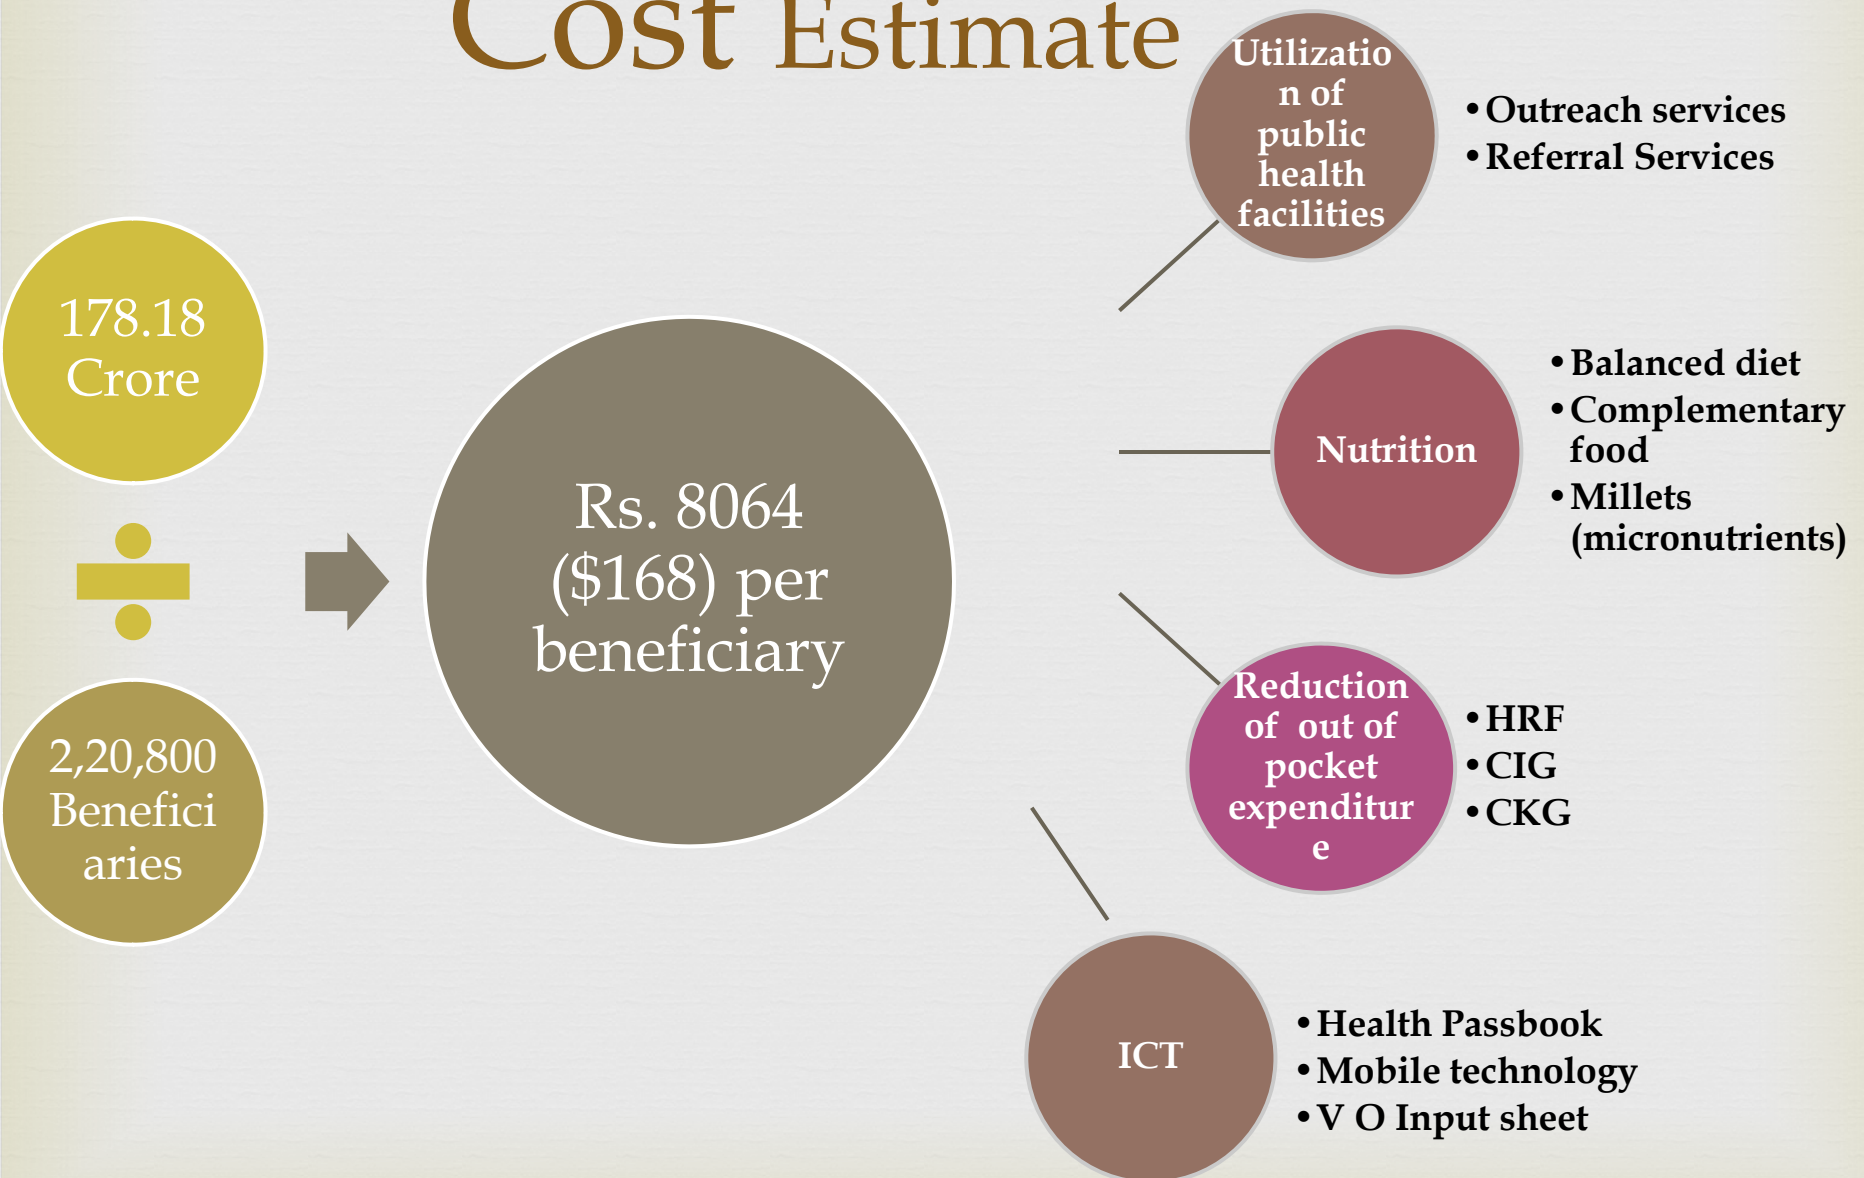 Cost Estimate
178.18
Crore
2,20,800
Benefici
aries
Rs. 8064
($168) per
beneficiary
Utilizatio
n of
public
health
facilities
•Outreach services
•Referral Services
Nutrition
•Balanced diet
•Complementary
food
•Millets
(micronutrients)
Reduction
of out of
pocket
expenditur
e
•HRF
•CIG
•CKG
ICT
•Health Passbook
•Mobile technology
•V O Input sheet